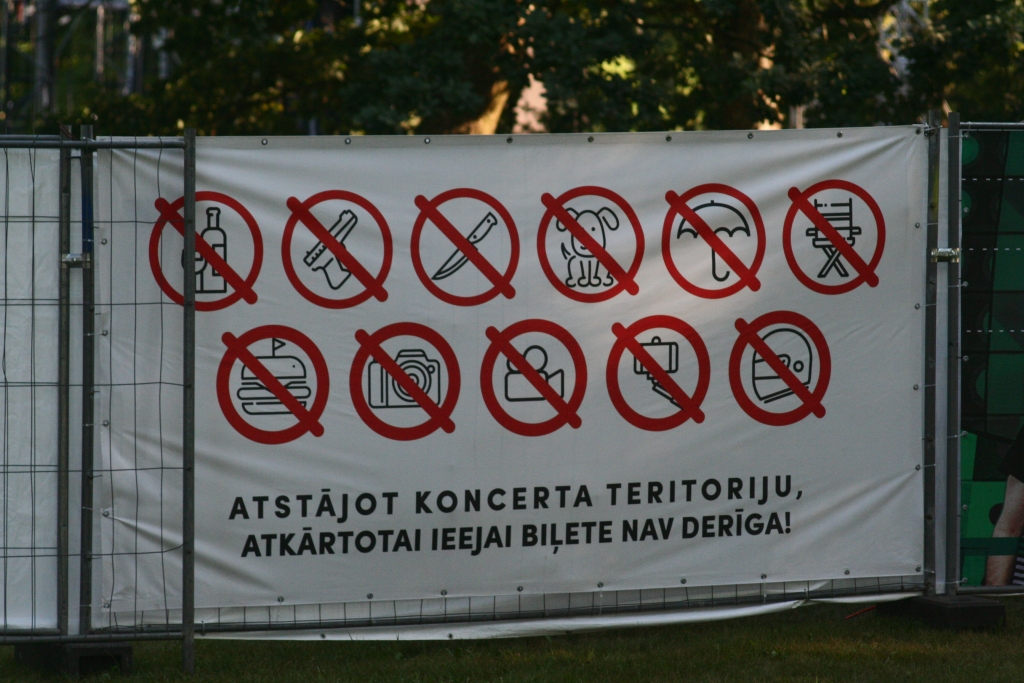 ATSTĀJOT KONCERTA TERITORIJU,
ATKĀRTOTAI IEEJAI BIĻETE NAV DERĪGA!